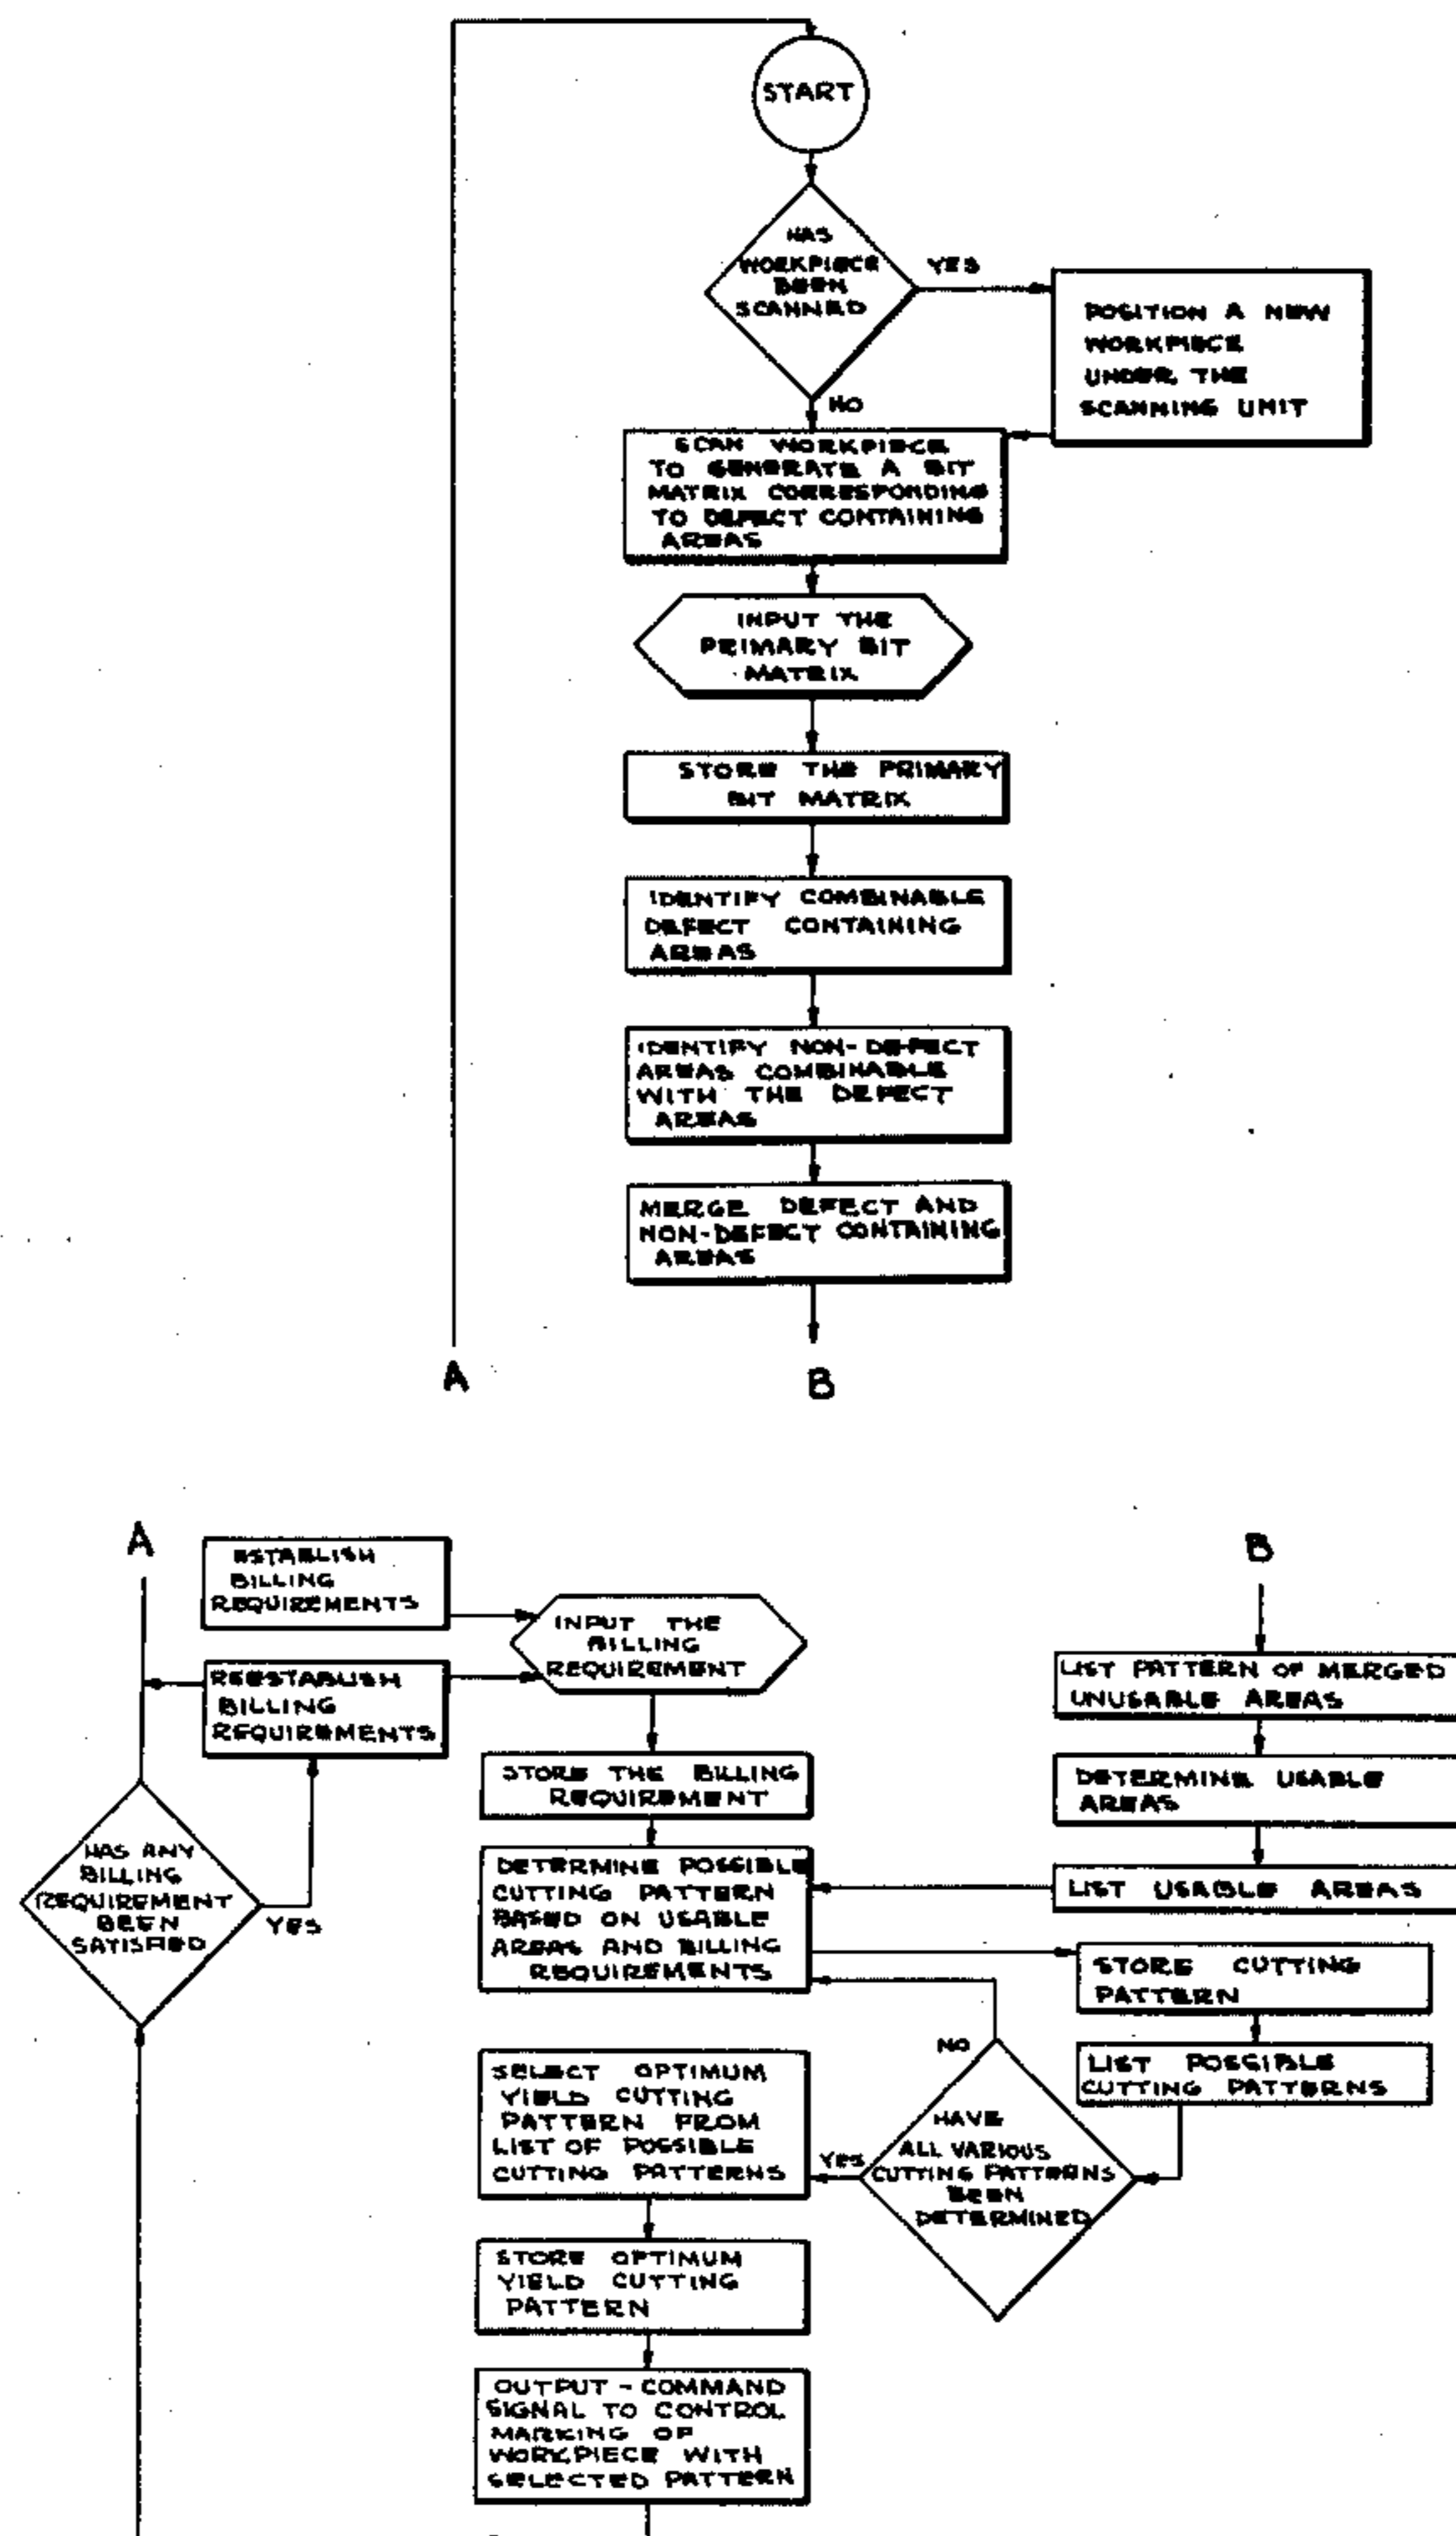 START
HAS
WORKPIECE
BEEN
SCANNED
YES
POSITION A NEW
WORKPIECE
UNDER THE
SCANNING UNIT
NO
SCAN WORKPIECE
TO GENERATE A BIT
MATRIX CORRESPONDING
TO DEFECT CONTAINING
AREAS
INPUT THE
PRIMARY BIT
MATRIX
STORE THE PRIMARY
BIT MATRIX
IDENTIFY COMBINABLE
DEFECT CONTAINING
AREAS
IDENTIFY NON-DEFECT
AREAS COMBINABLE
WITH THE DEFECT
AREAS
MERGE DEFECT AND
NON-DEFECT CONTAINING
AREAS
A
B
A
ESTABLISH
BILLING
REQUIREMENTS
INPUT THE
BILLING
REQUIREMENT
REESTABLISH
BILLING
REQUIREMENTS
B
LIST PATTERN OF MERGED
UNUSABLE AREAS
STORE THE BILLING
REQUIREMENT
DETERMINE USABLE
AREAS
HAS ANY
BILLING
REQUIREMENT
BEEN
SATISFIED
YES
DETERMINE POSSIBLE
CUTTING PATTERN
BASED ON USABLE
AREAS AND BILLING
REQUIREMENTS
LIST USABLE AREAS
STORE CUTTING
PATTERN
LIST POSSIBLE
CUTTING PATTERNS
NO
HAVE
ALL VARIOUS
CUTTING PATTERNS
BEEN
DETERMINED
YES
SELECT OPTIMUM
YIELD CUTTING
PATTERN FROM
LIST OF POSSIBLE
CUTTING PATTERNS
STORE OPTIMUM
YIELD CUTTING
PATTERN
OUTPUT - COMMAND
SIGNAL TO CONTROL
MARKING OF
WORKPIECE WITH
SELECTED PATTERN